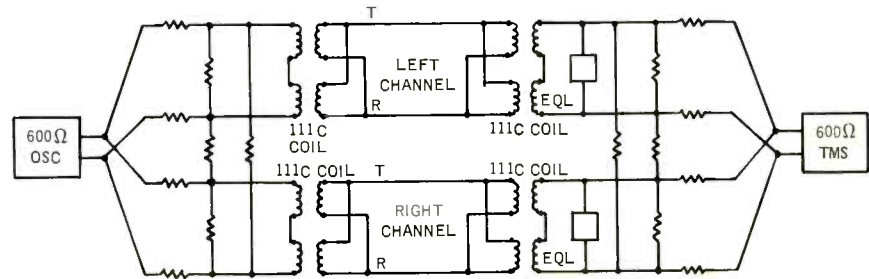 T
LEFT
CHANNEL
R
EQL
111C
COIL
111C COIL
600Ω
OSC
600Ω
TMS
111C COIL
T
111C COIL
RIGHT
CHANNEL
R
EQL